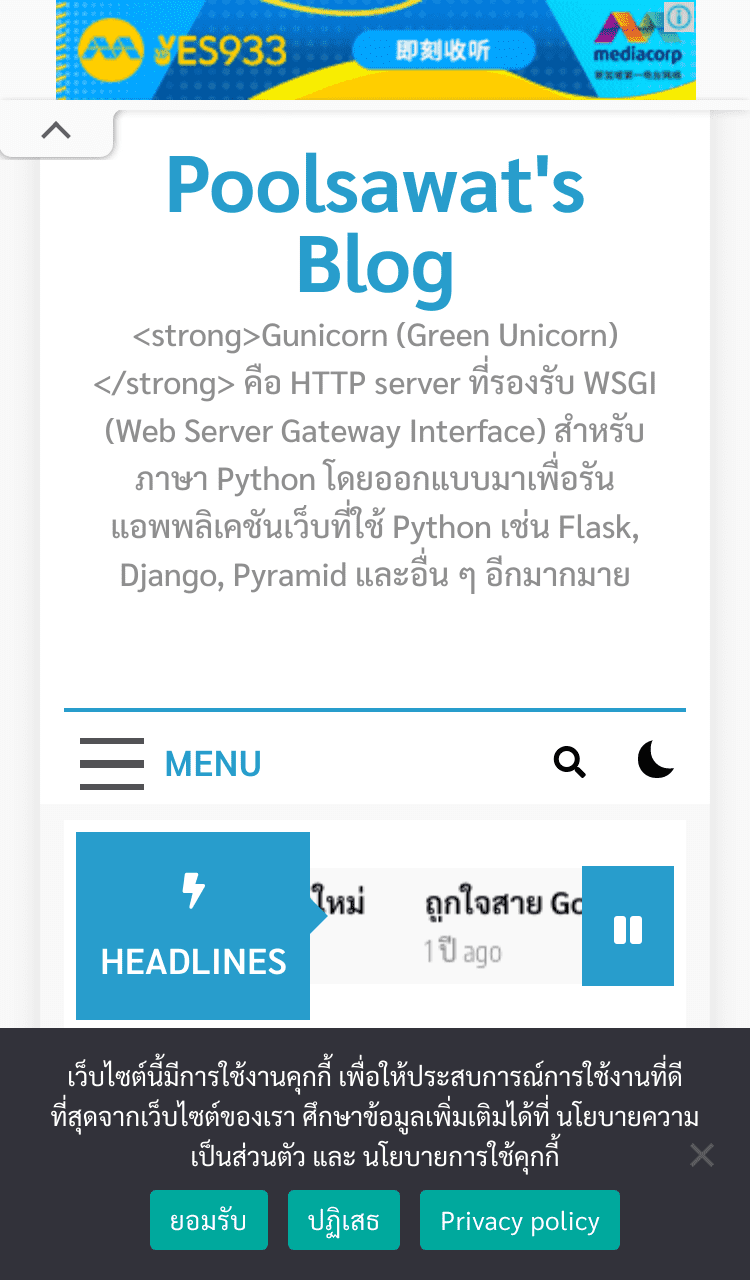 YES933
即刻收听
mediacorp
Poolsawat's
Blog
<strong>Gunicorn (Green Unicorn)
</strong> คือ HTTP server ที่รองรับ WSGI
(Web Server Gateway Interface) สำหรับ
ภาษา Python โดยออกแบบมาเพื่อรัน
แอพพลิเคชันเว็บที่ใช้ Python เช่น Flask,
Django, Pyramid และอื่น ๆ อีกมากมาย
MENU
HEADLINES
ใหม่
ถูกใจสาย Go
1 ปี ago
เว็บไซต์นี้มีการใช้งานคุกกี้ เพื่อให้ประสบการณ์การใช้งานที่ดี
ที่สุดจากเว็บไซต์ของเรา ศึกษาข้อมูลเพิ่มเติมได้ที่ นโยบายความ
เป็นส่วนตัว และ นโยบายการใช้คุกกี้
ยอมรับ
ปฏิเสธ
Privacy policy